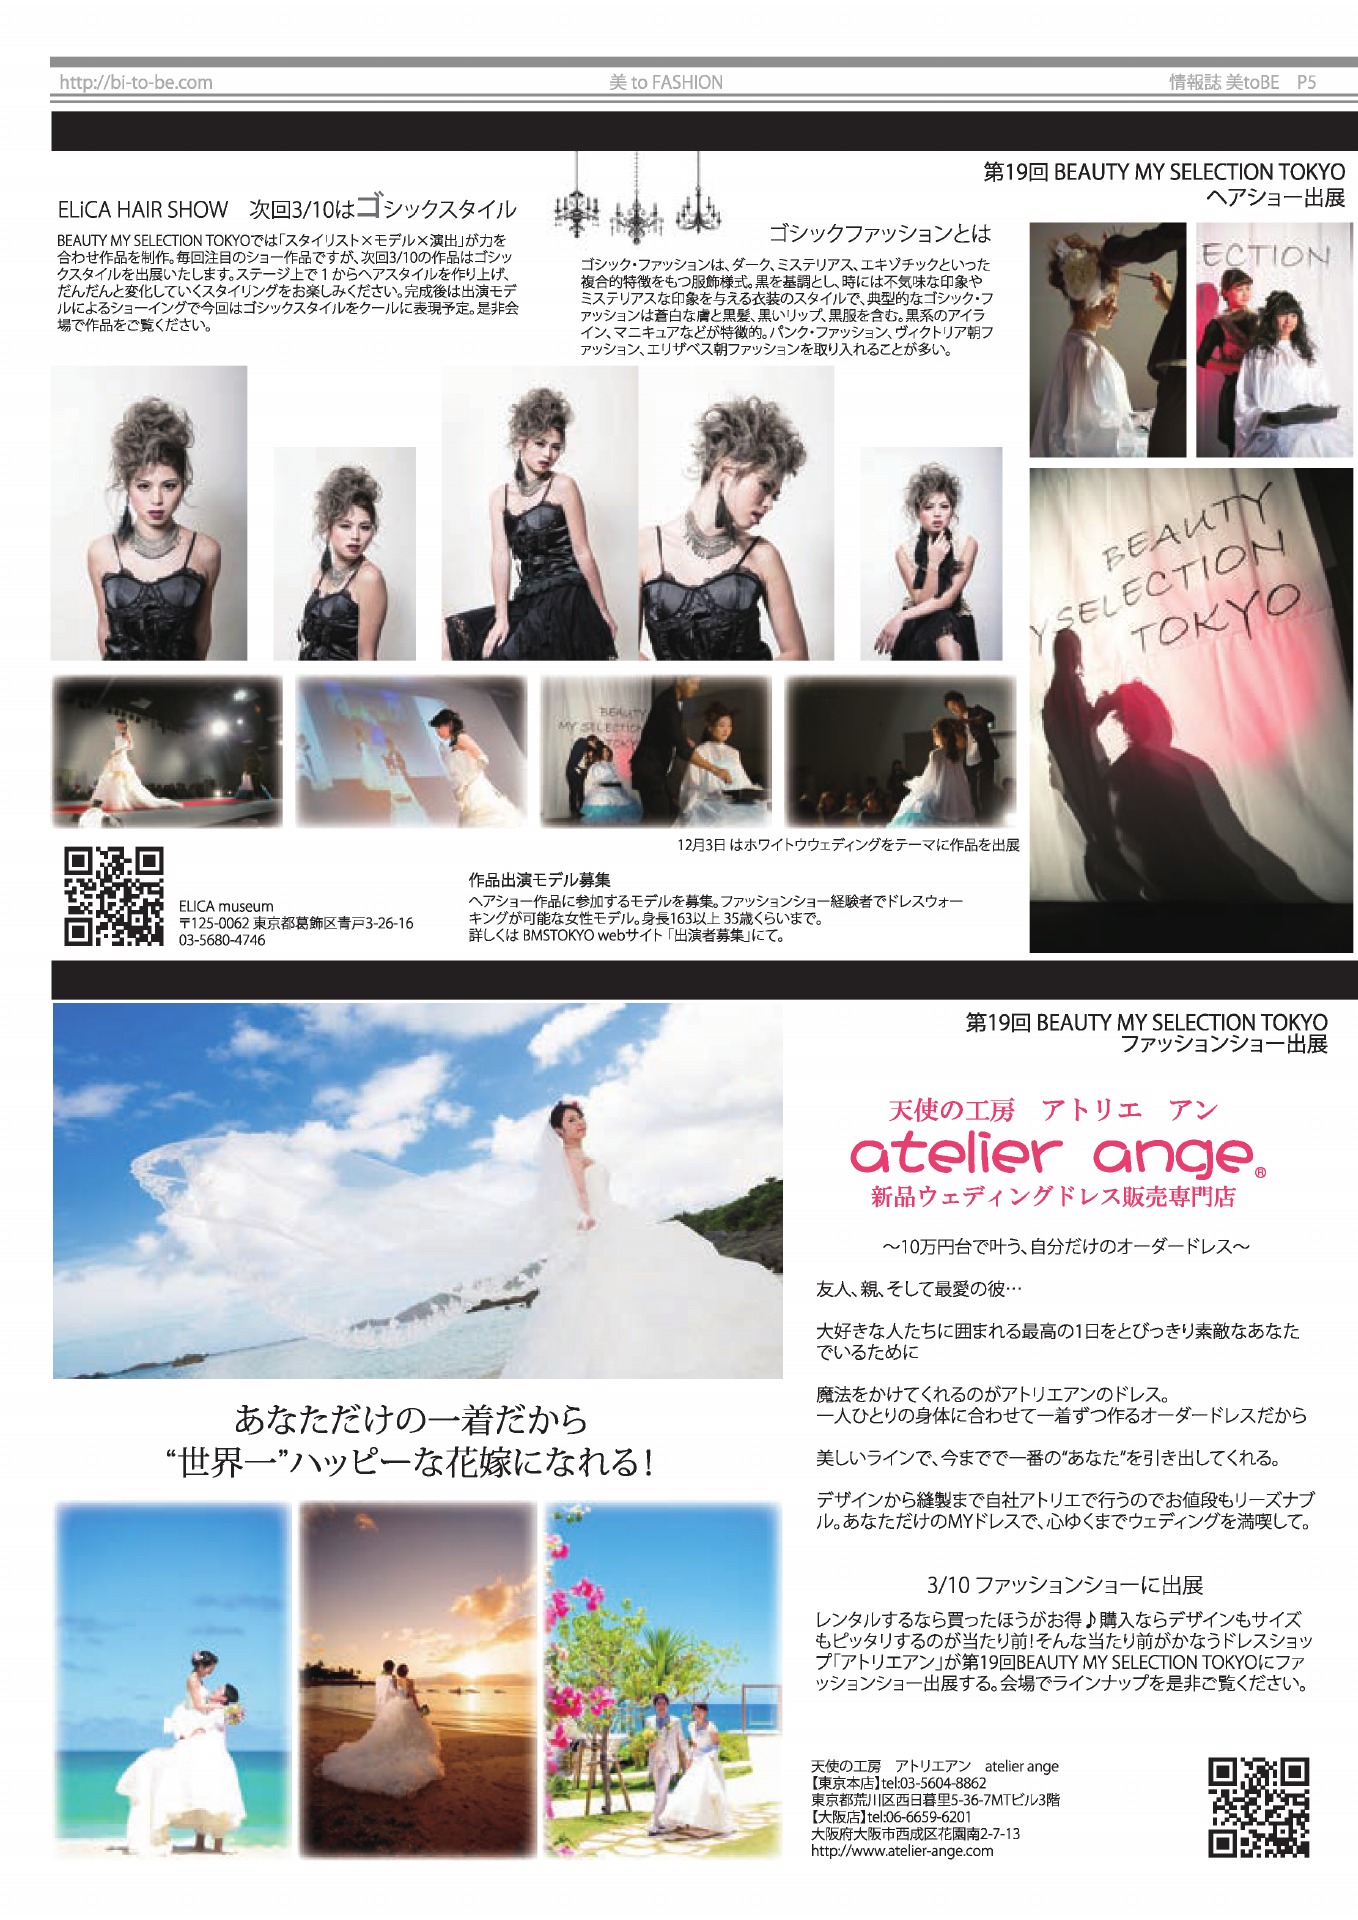 http://bi-to-be.com
美 to FASHION
情報誌 美toBE P5
ELiCA HAIR SHOW 次回3/10はゴシックスタイル
BEAUTY MY SELECTION TOKYOでは「スタイリスト×モデル×演出」が力を
合わせ作品を制作。毎回注目のショー作品ですが、次回3/10の作品はゴシッ
クスタイルを出展いたします。ステージ上で１からヘアスタイルを作り上げ、
だんだんと変化していくスタイリングをお楽しみください。完成後は出演モデ
ルによるショーイングで今回はゴシックスタイルをクールに表現予定。是非会
場で作品をご覧ください。
ゴシックファッションとは
ゴシック・ファッションは、ダーク、ミステリアス、エキゾチックといった
複合的特徴をもつ服飾様式。黒を基調とし、時には不気味な印象や
ミステリアスな印象を与える衣装のスタイルで、典型的なゴシック・フ
ァッションは蒼白な膚と黒髪、黒いリップ、黒服を含む。黒系のアイラ
イン、マニキュアなどが特徴的。パンク・ファッション、ヴィクトリア朝フ
ァッション、エリザベス朝ファッションを取り入れることが多い。
第19回 BEAUTY MY SELECTION TOKYO
ヘアショー出展
ECTION
BEAUTY
Y SELECTION
TOKYO
BEAUTY
MY SELECTION
TOKYO
12月3日 はホワイトウウェディングをテーマに作品を出展
ELICA museum
〒125-0062 東京都葛飾区青戸3-26-16
03-5680-4746
作品出演モデル募集
ヘアショー作品に参加するモデルを募集。ファッションショー経験者でドレスウォー
キングが可能な女性モデル。身長163以上 35歳くらいまで。
詳しくは BMSTOKYO webサイト「出演者募集」にて。
第19回 BEAUTY MY SELECTION TOKYO
ファッションショー出展
天使の工房 アトリエ アン
atelier ange®
新品ウェディングドレス販売専門店
～10万円台で叶う、自分だけのオーダードレス～
友人、親、そして最愛の彼…
大好きな人たちに囲まれる最高の1日をとびっきり素敵なあなた
でいるために
魔法をかけてくれるのがアトリエアンのドレス。
一人ひとりの身体に合わせて一着ずつ作るオーダードレスだから
美しいラインで、今までで一番の“あなた”を引き出してくれる。
デザインから縫製まで自社アトリエで行うのでお値段もリーズナブ
ル。あなただけのMYドレスで、心ゆくまでウェディングを満喫して。
あなただけの一着だから
“世界一”ハッピーな花嫁になれる！
3/10 ファッションショーに出展
レンタルするなら買ったほうがお得♪購入ならデザインもサイズ
もピッタリするのが当たり前！そんな当たり前がかなうドレスショッ
プ「アトリエアン」が第19回BEAUTY MY SELECTION TOKYOにファ
ッションショー出展する。会場でラインナップを是非ご覧ください。
天使の工房 アトリエアン atelier ange
【東京本店】tel:03-5604-8862
東京都荒川区西日暮里5-36-7MTビル3階
【大阪店】tel:06-6659-6201
大阪府大阪市西成区花園南2-7-13
http://www.atelier-ange.com